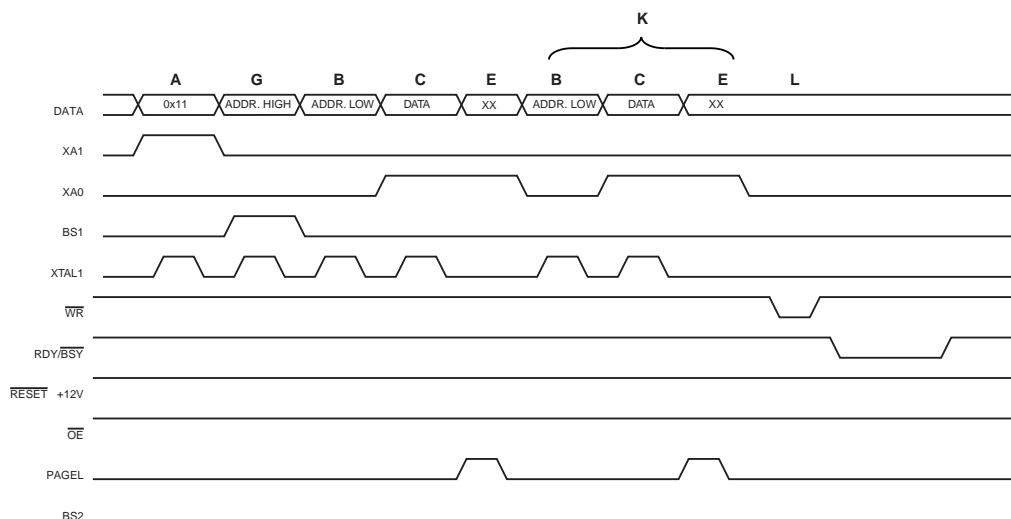 K
A G B C E B C E L
DATA 0x11 ADDR. HIGH ADDR. LOW DATA XX ADDR. LOW DATA XX
XA1
XA0
BS1
XTAL1
WR
RDY/BSY
RESET +12V
OE
PAGEL
BS2